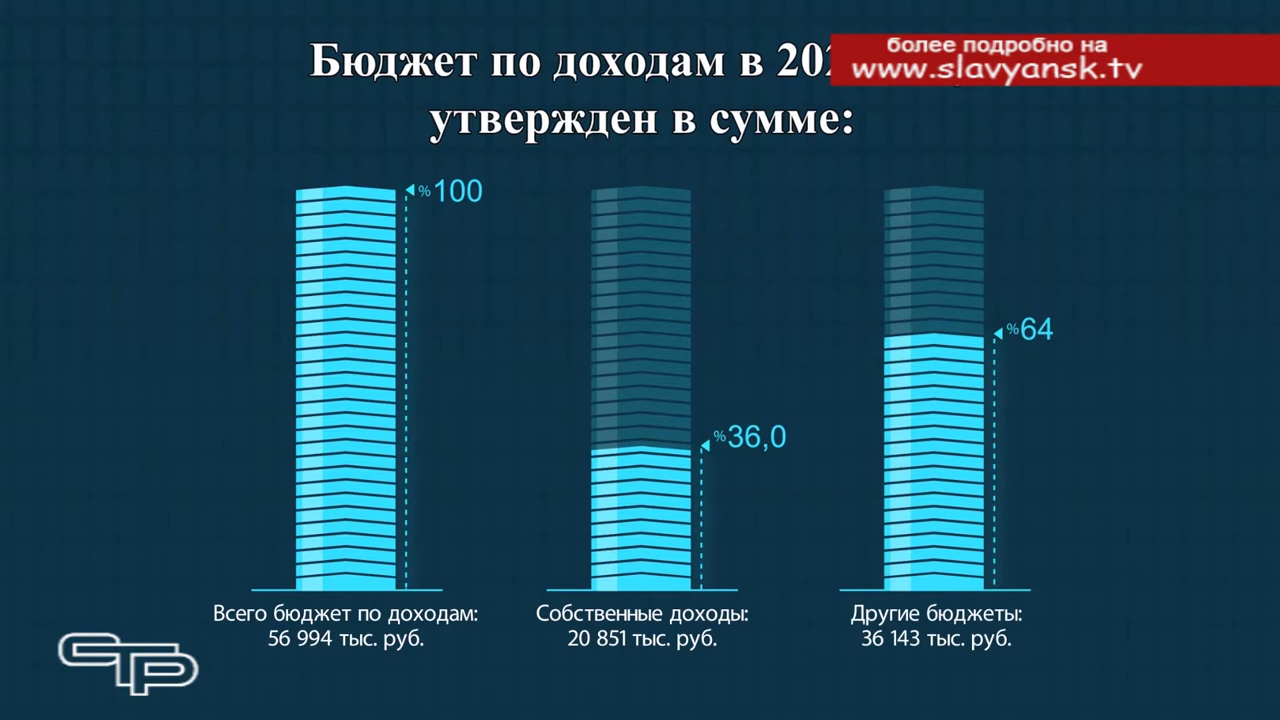 Бюджет по доходам в
утвержден в сумме:
более подробно на
www.slavyansk.tv
%100
%36,0
%64
Всего бюджет по доходам:
56 994 тыс. руб.
Собственные доходы:
20 851 тыс. руб.
Другие бюджеты:
36 143 тыс. руб.
СТР